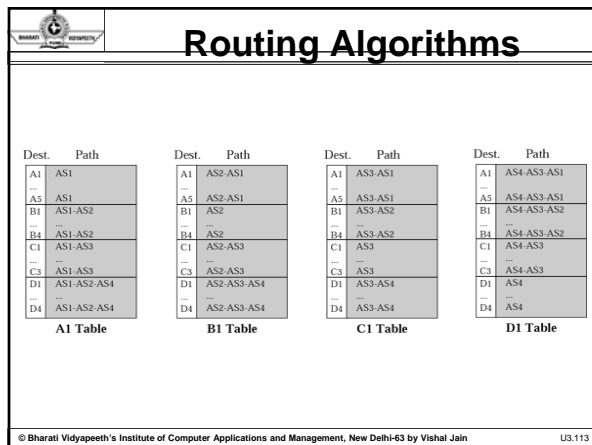 BHARATI VIDYAPEETH
PUNE
Routing Algorithms
Dest. Path
A1 AS1
...
A5 AS1
B1 AS1-AS2
... ...
B4 AS1-AS2
C1 AS1-AS3
... ...
C3 AS1-AS3
D1 AS1-AS2-AS4
... ...
D4 AS1-AS2-AS4
A1 Table
Dest. Path
A1 AS2-AS1
...
A5 AS2-AS1
B1 AS2
... ...
B4 AS2
C1 AS2-AS3
... ...
C3 AS2-AS3
D1 AS2-AS3-AS4
... ...
D4 AS2-AS3-AS4
B1 Table
Dest. Path
A1 AS3-AS1
...
A5 AS3-AS1
B1 AS3-AS2
... ...
B4 AS3-AS2
C1 AS3
... ...
C3 AS3
D1 AS3-AS4
... ...
D4 AS3-AS4
C1 Table
Dest. Path
A1 AS4-AS3-AS1
...
A5 AS4-AS3-AS1
B1 AS4-AS3-AS2
... ...
B4 AS4-AS3-AS2
C1 AS4-AS3
... ...
C3 AS4-AS3
D1 AS4
... ...
D4 AS4
D1 Table
© Bharati Vidyapeeth's Institute of Computer Applications and Management, New Delhi-63 by Vishal Jain U3.113